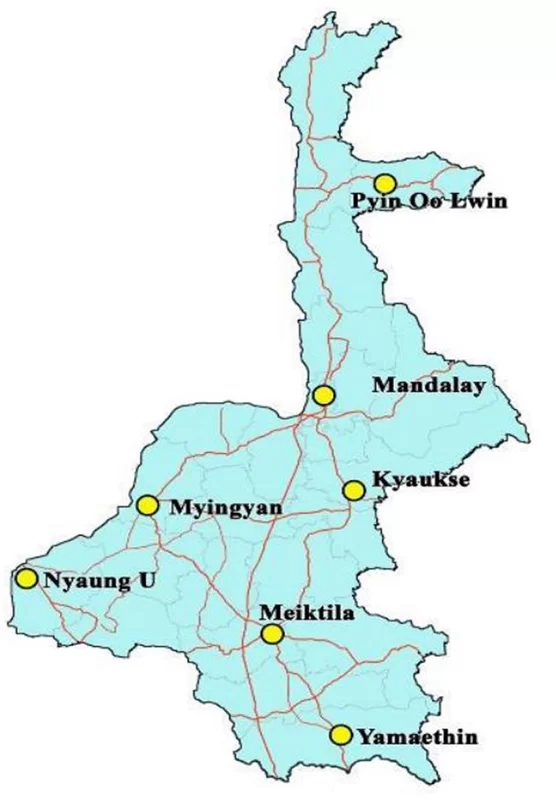 Pyin Oo Lwin
Mandalay
Kyaukse
Myingyan
Nyaung U
Meiktila
Yamaethin